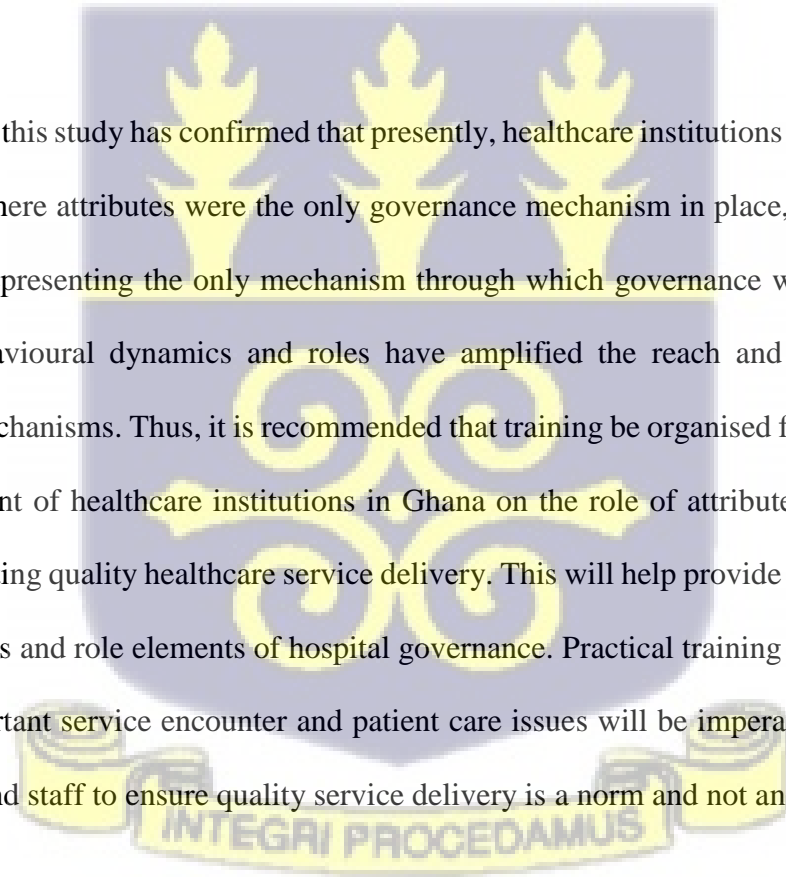 this study has confirmed that presently, healthcare institutions
here attributes were the only governance mechanism in place,
presenting the only mechanism through which governance w
avioural dynamics and roles have amplified the reach and
chanisms. Thus, it is recommended that training be organised f
nt of healthcare institutions in Ghana on the role of attribute
ting quality healthcare service delivery. This will help provide
s and role elements of hospital governance. Practical training
rtant service encounter and patient care issues will be impera
nd staff to ensure quality service delivery is a norm and not an
INTEGRI PROCEDAMUS